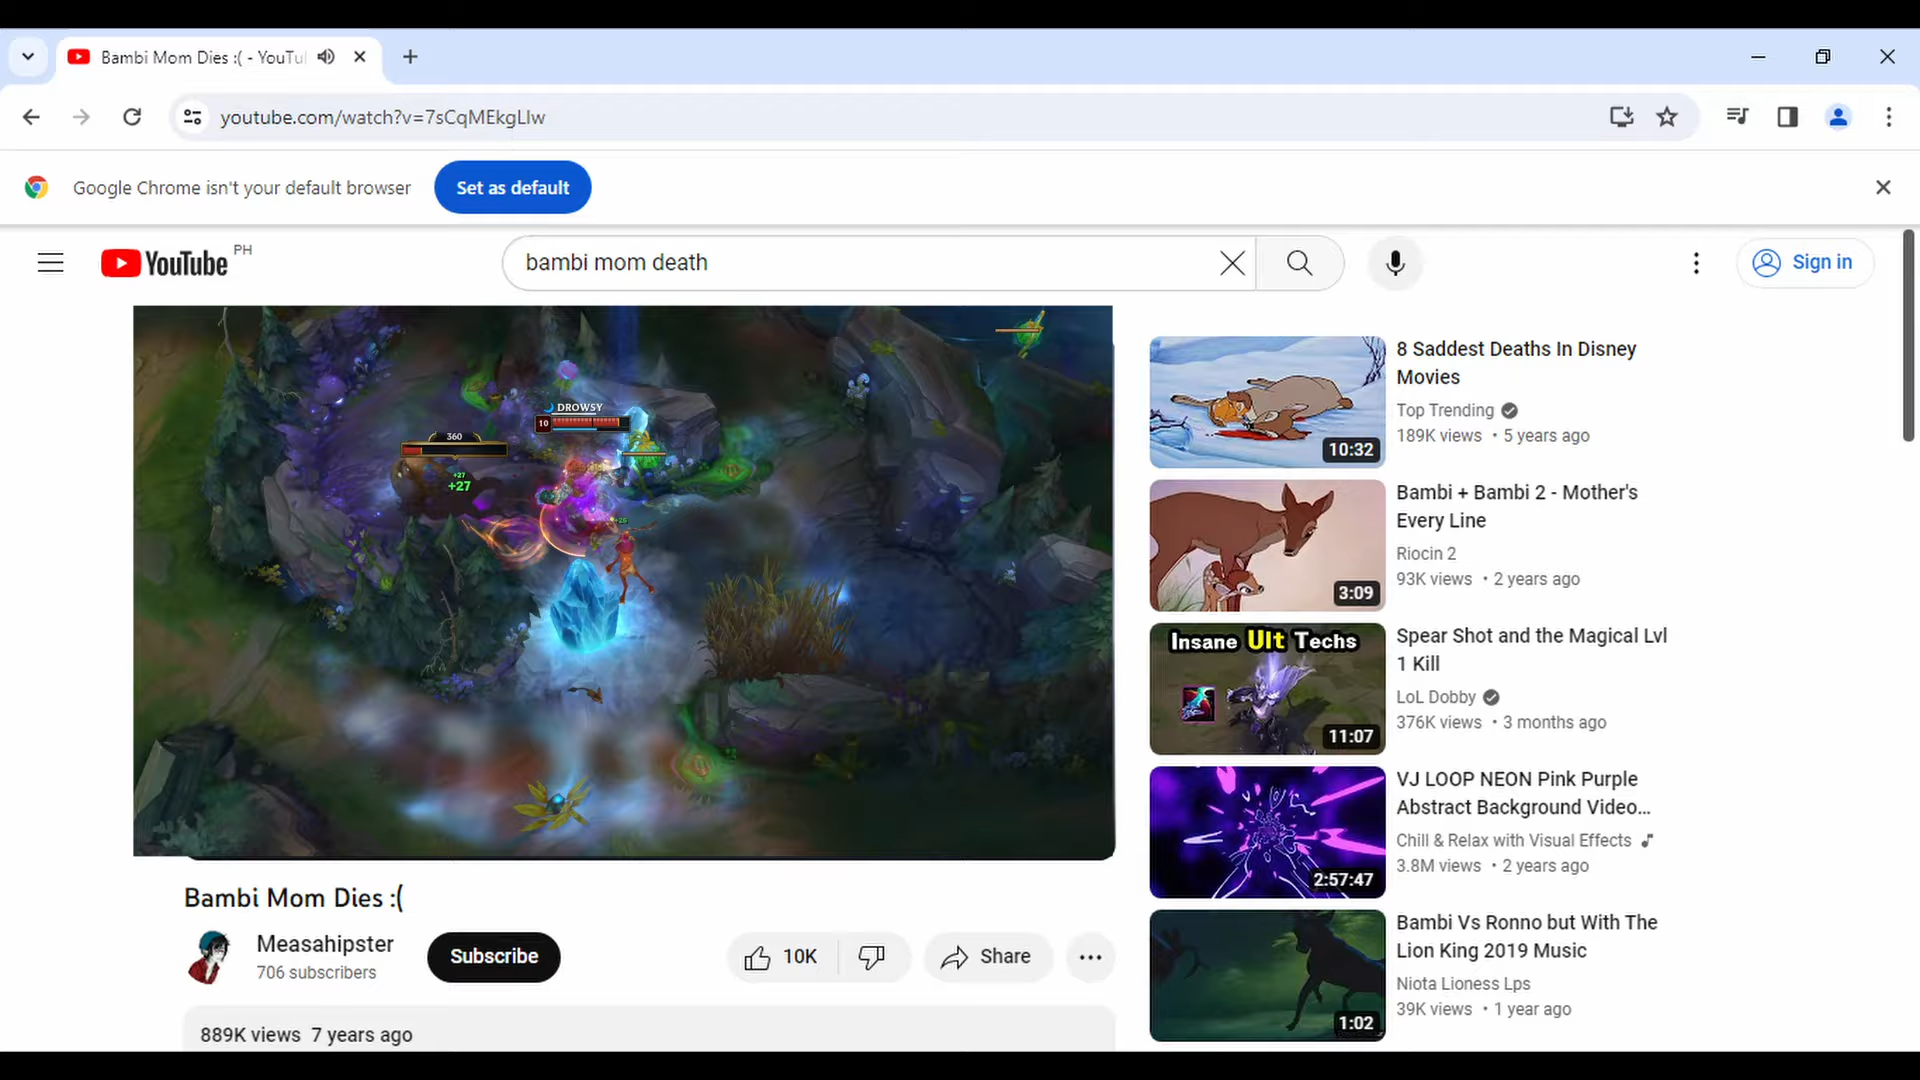 Bambi Mom Dies :( - YouTu
youtube.com/watch?v=7sCqMEkgLlw
Google Chrome isn't your default browser
Set as default
YouTube PH
bambi mom death
Sign in
DROWSY
10
360
+27
+27
+26
8 Saddest Deaths In Disney
Movies
Top Trending
189K views • 5 years ago
10:32
Bambi + Bambi 2 - Mother's
Every Line
Riocin 2
93K views • 2 years ago
3:09
Insane Ult Techs
Spear Shot and the Magical Lvl
1 Kill
LoL Dobby
376K views • 3 months ago
11:07
VJ LOOP NEON Pink Purple
Abstract Background Video...
Chill & Relax with Visual Effects
3.8M views • 2 years ago
2:57:47
Bambi Vs Ronno but With The
Lion King 2019 Music
Niota Lioness Lps
39K views • 1 year ago
1:02
Bambi Mom Dies :(
Measahipster
706 subscribers
Subscribe
10K
Share
889K views 7 years ago